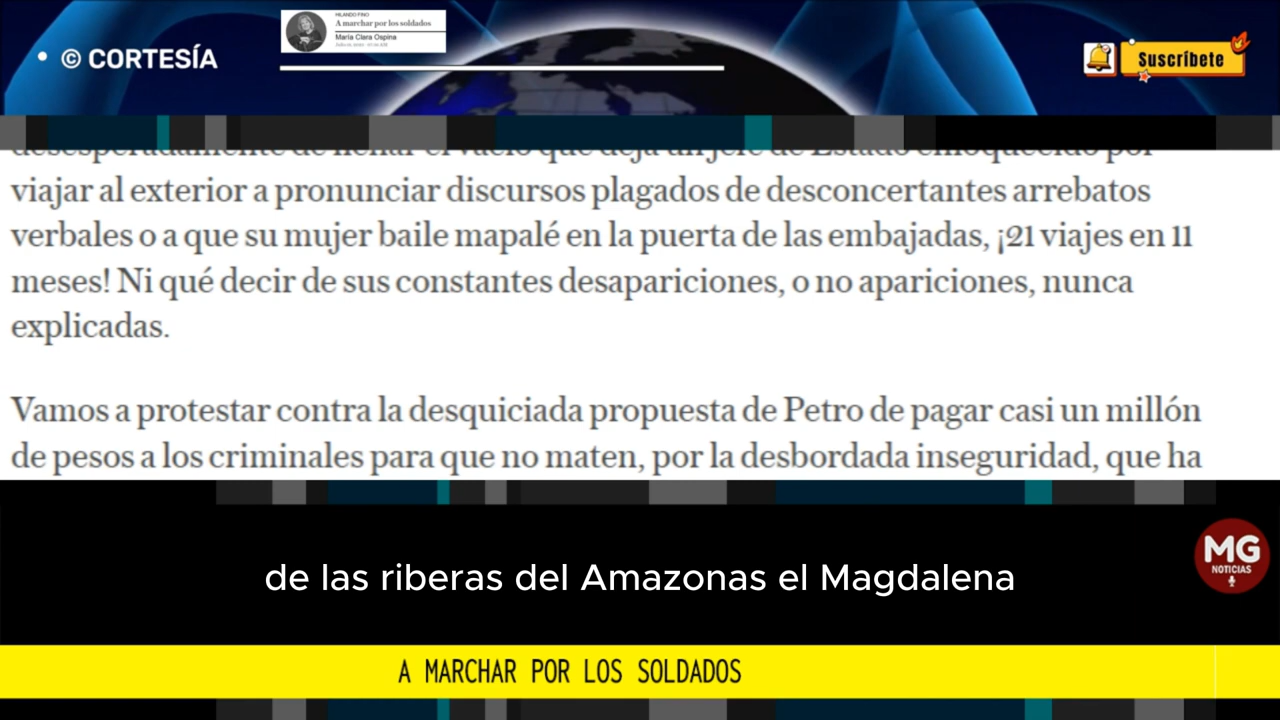 • © CORTESÍA
HILANDO FINO
A marchar por los soldados
María Clara Ospina
Suscríbete
viajar al exterior a pronunciar discursos plagados de desconcertantes arrebatos
verbales o a que su mujer baile mapalé en la puerta de las embajadas, ¡21 viajes en 11
meses! Ni qué decir de sus constantes desapariciones, o no apariciones, nunca
explicadas.
Vamos a protestar contra la desquiciada propuesta de Petro de pagar casi un millón
de pesos a los criminales para que no maten, por la desbordada inseguridad, que ha
de las riberas del Amazonas el Magdalena
MG
NOTICIAS
A MARCHAR POR LOS SOLDADOS